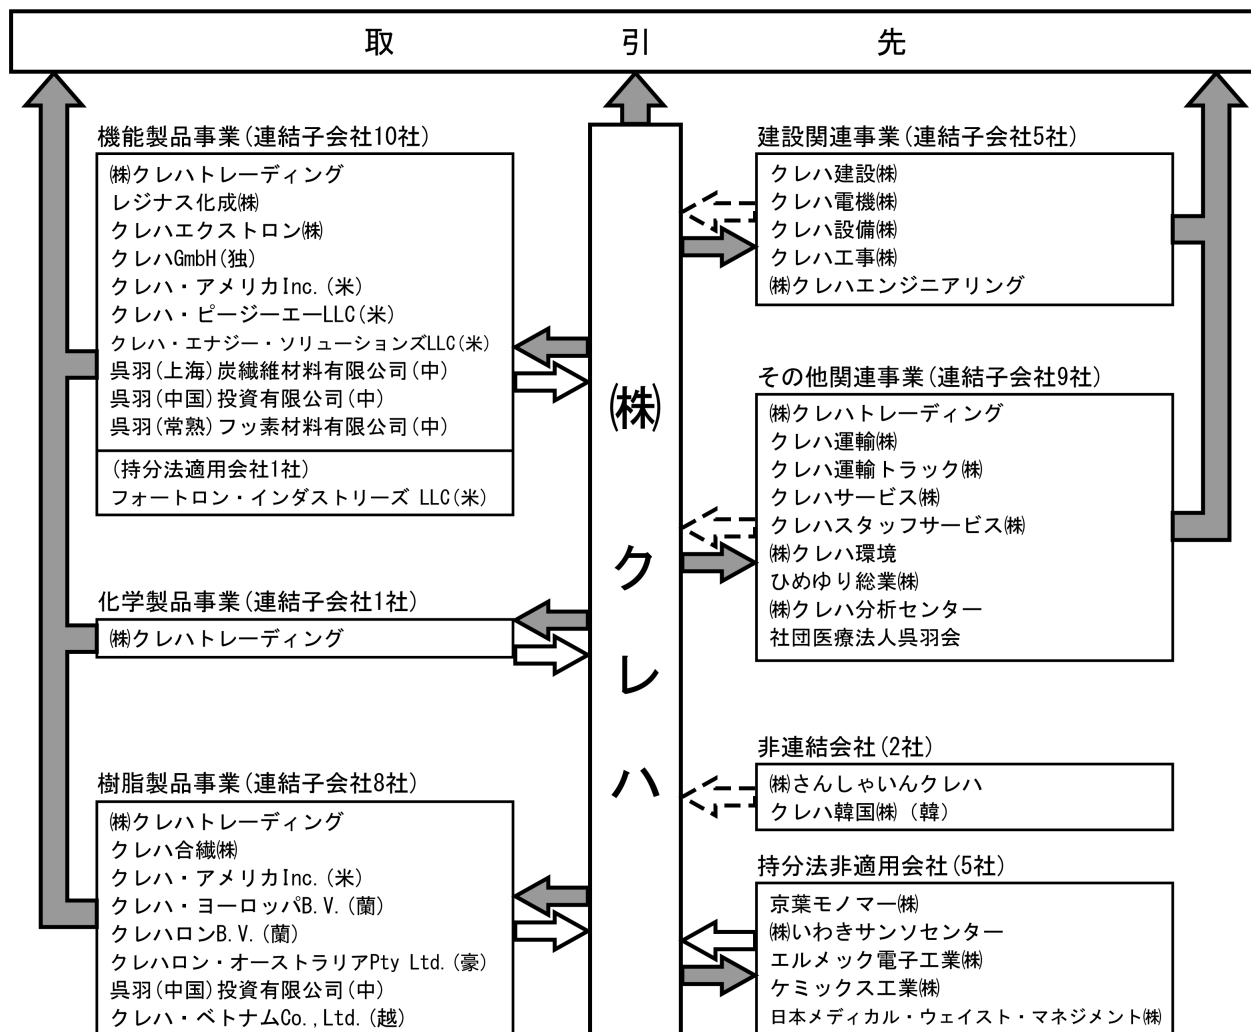 取引先
機能製品事業(連結子会社10社)
㈱クレハトレーディング
レジナス化成㈱
クレハエクストロン㈱
クレハGmbH(独)
クレハ・アメリカInc.(米)
クレハ・ピージーエーLLC(米)
クレハ・エナジー・ソリューションズLLC(米)
呉羽(上海)炭繊維材料有限公司(中)
呉羽(中国)投資有限公司(中)
呉羽(常熟)フッ素材料有限公司(中)
(持分法適用会社1社)
フォートロン・インダストリーズ LLC(米)
化学製品事業(連結子会社1社)
㈱クレハトレーディング
樹脂製品事業(連結子会社8社)
㈱クレハトレーディング
クレハ合繊㈱
クレハ・アメリカInc.(米)
クレハ・ヨーロッパB.V.(蘭)
クレハロンB.V.(蘭)
クレハロン・オーストラリアPty Ltd.(豪)
呉羽(中国)投資有限公司(中)
クレハ・ベトナムCo.,Ltd.(越)
㈱クレハ
建設関連事業(連結子会社5社)
クレハ建設㈱
クレハ電機㈱
クレハ設備㈱
クレハ工事㈱
㈱クレハエンジニアリング
その他関連事業(連結子会社9社)
㈱クレハトレーディング
クレハ運輸㈱
クレハ運輸トラック㈱
クレハサービス㈱
クレハスタッフサービス㈱
㈱クレハ環境
ひめゆり総業㈱
㈱クレハ分析センター
社団医療法人呉羽会
非連結会社(2社)
㈱さんしゃいんクレハ
クレハ韓国㈱(韓)
持分法非適用会社(5社)
京葉モノマー㈱
㈱いわきサンソセンター
エルメック電子工業㈱
ケミックス工業㈱
日本メディカル・ウェイスト・マネジメント㈱